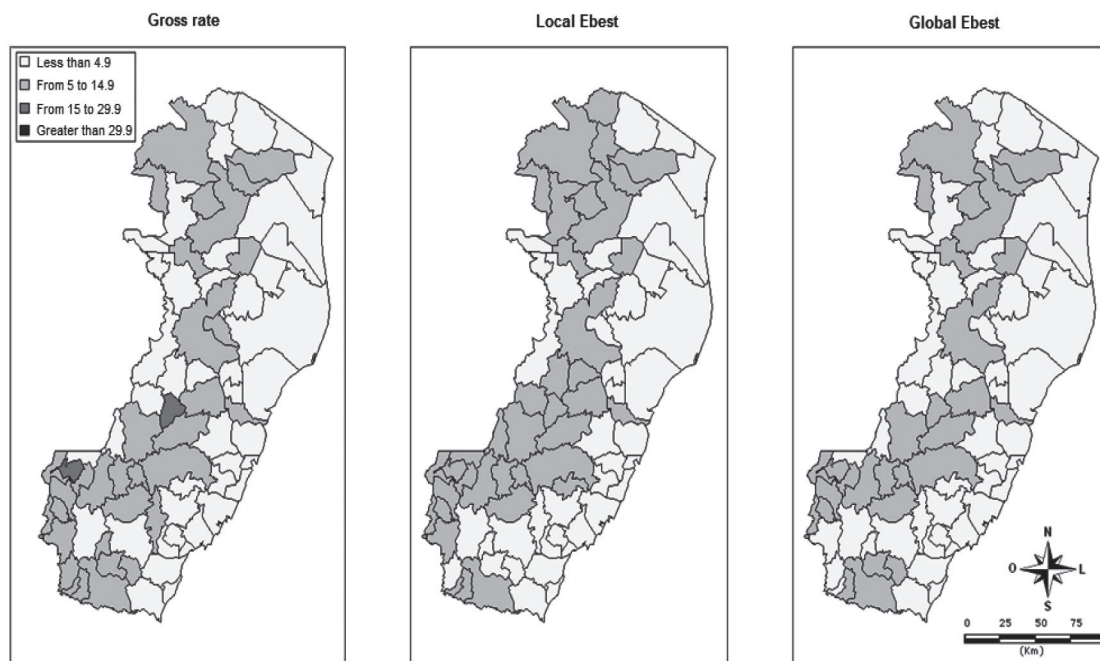 Gross rate
Local Ebest
Global Ebest
Less than 4.9
From 5 to 14.9
From 15 to 29.9
Greater than 29.9
N
O L
S
0 25 50 75
(Km)